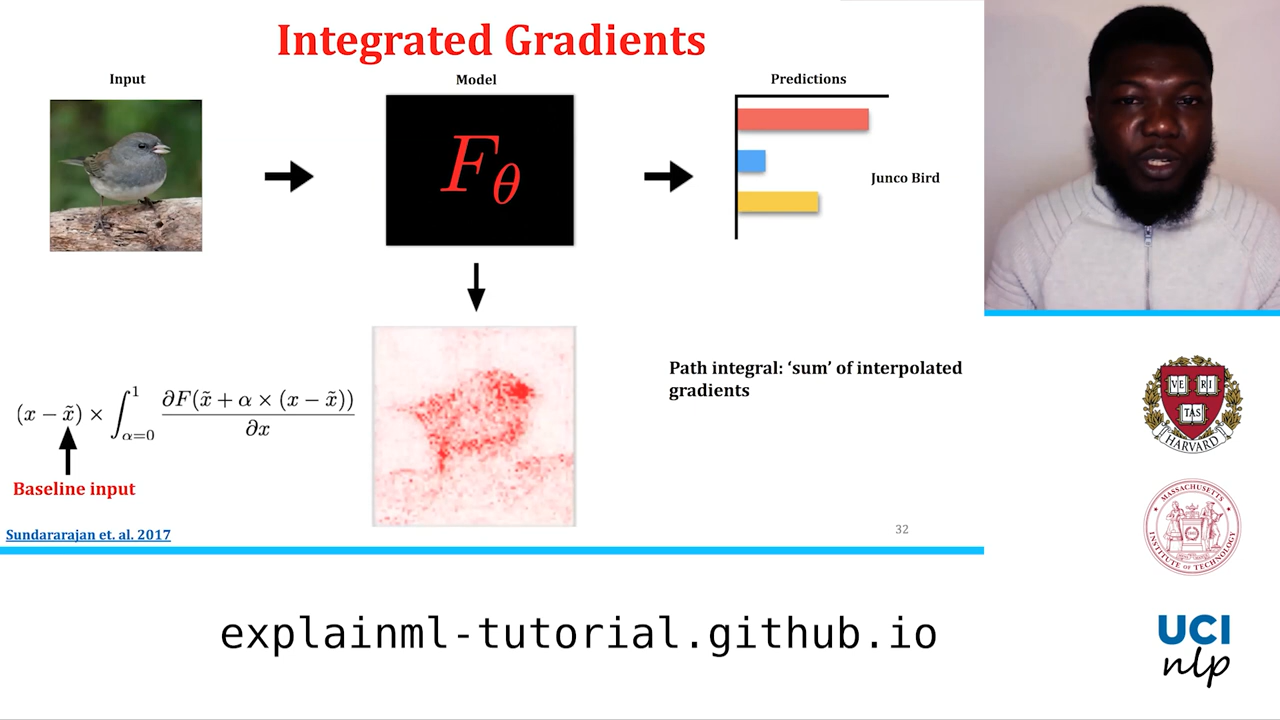 Integrated Gradients
Input
Model
Predictions
F_θ
Junco Bird
Path integral: ‘sum’ of interpolated
gradients
(x − x̃) × ∫_{α=0}^{1} ∂F(x̃ + α × (x − x̃)) / ∂x
Baseline input
Sundararajan et. al. 2017
32
explainml-tutorial.github.io
VE RI
TAS
HARVARD
MASSACHUSETTS
INSTITUTE OF TECHNOLOGY
UCI
nlp